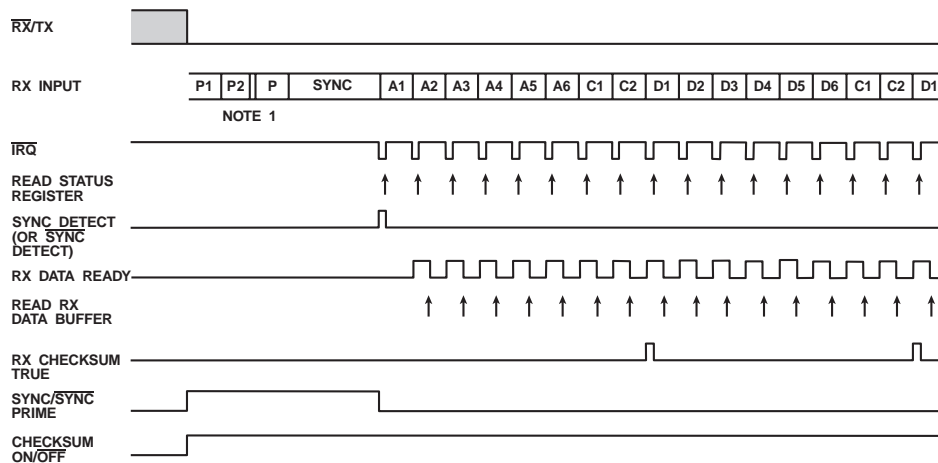 RX/TX
RX INPUT P1 P2 P SYNC A1 A2 A3 A4 A5 A6 C1 C2 D1 D2 D3 D4 D5 D6 C1 C2 D1
NOTE 1
IRQ
READ STATUS
REGISTER
SYNC DETECT
(OR SYNC
DETECT)
RX DATA READY
READ RX
DATA BUFFER
RX CHECKSUM
TRUE
SYNC/SYNC
PRIME
CHECKSUM
ON/OFF